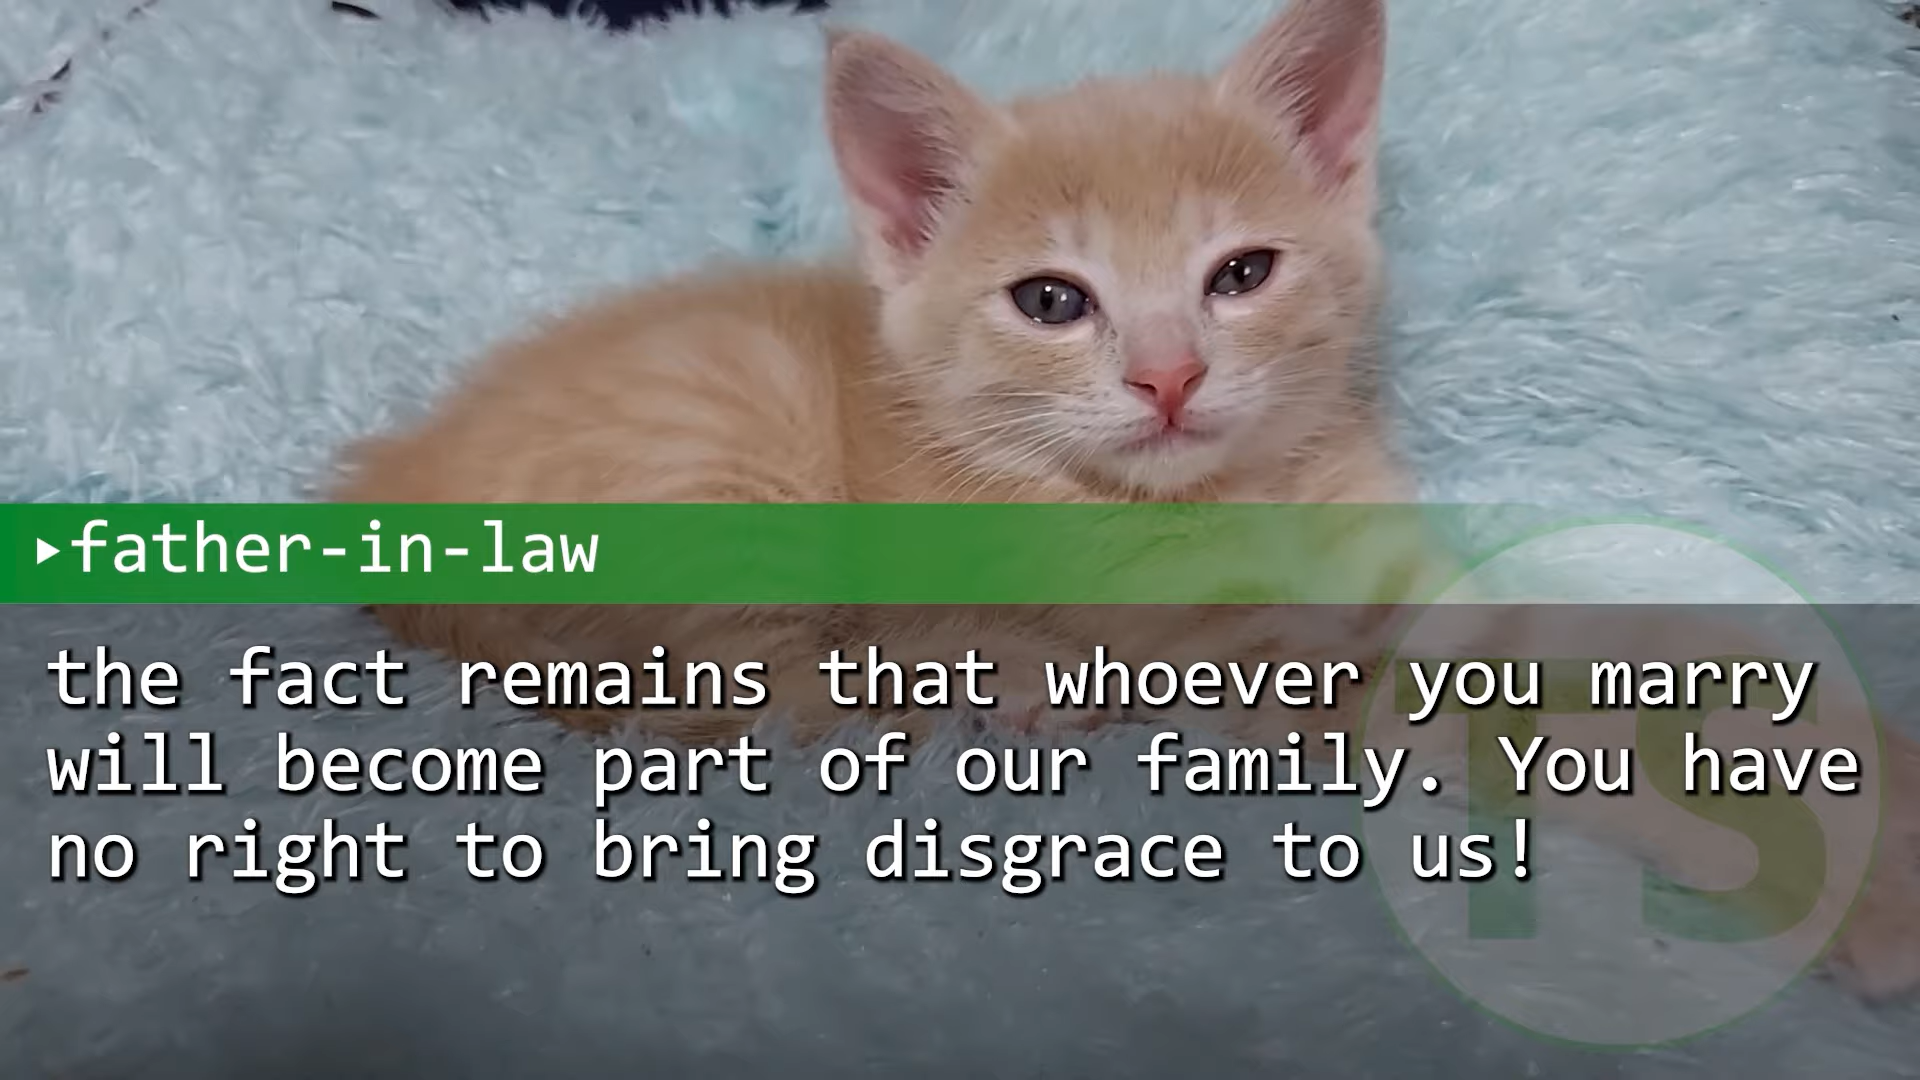 ▶father-in-law
the fact remains that whoever you marry
will become part of our family. You have
no right to bring disgrace to us!
TS